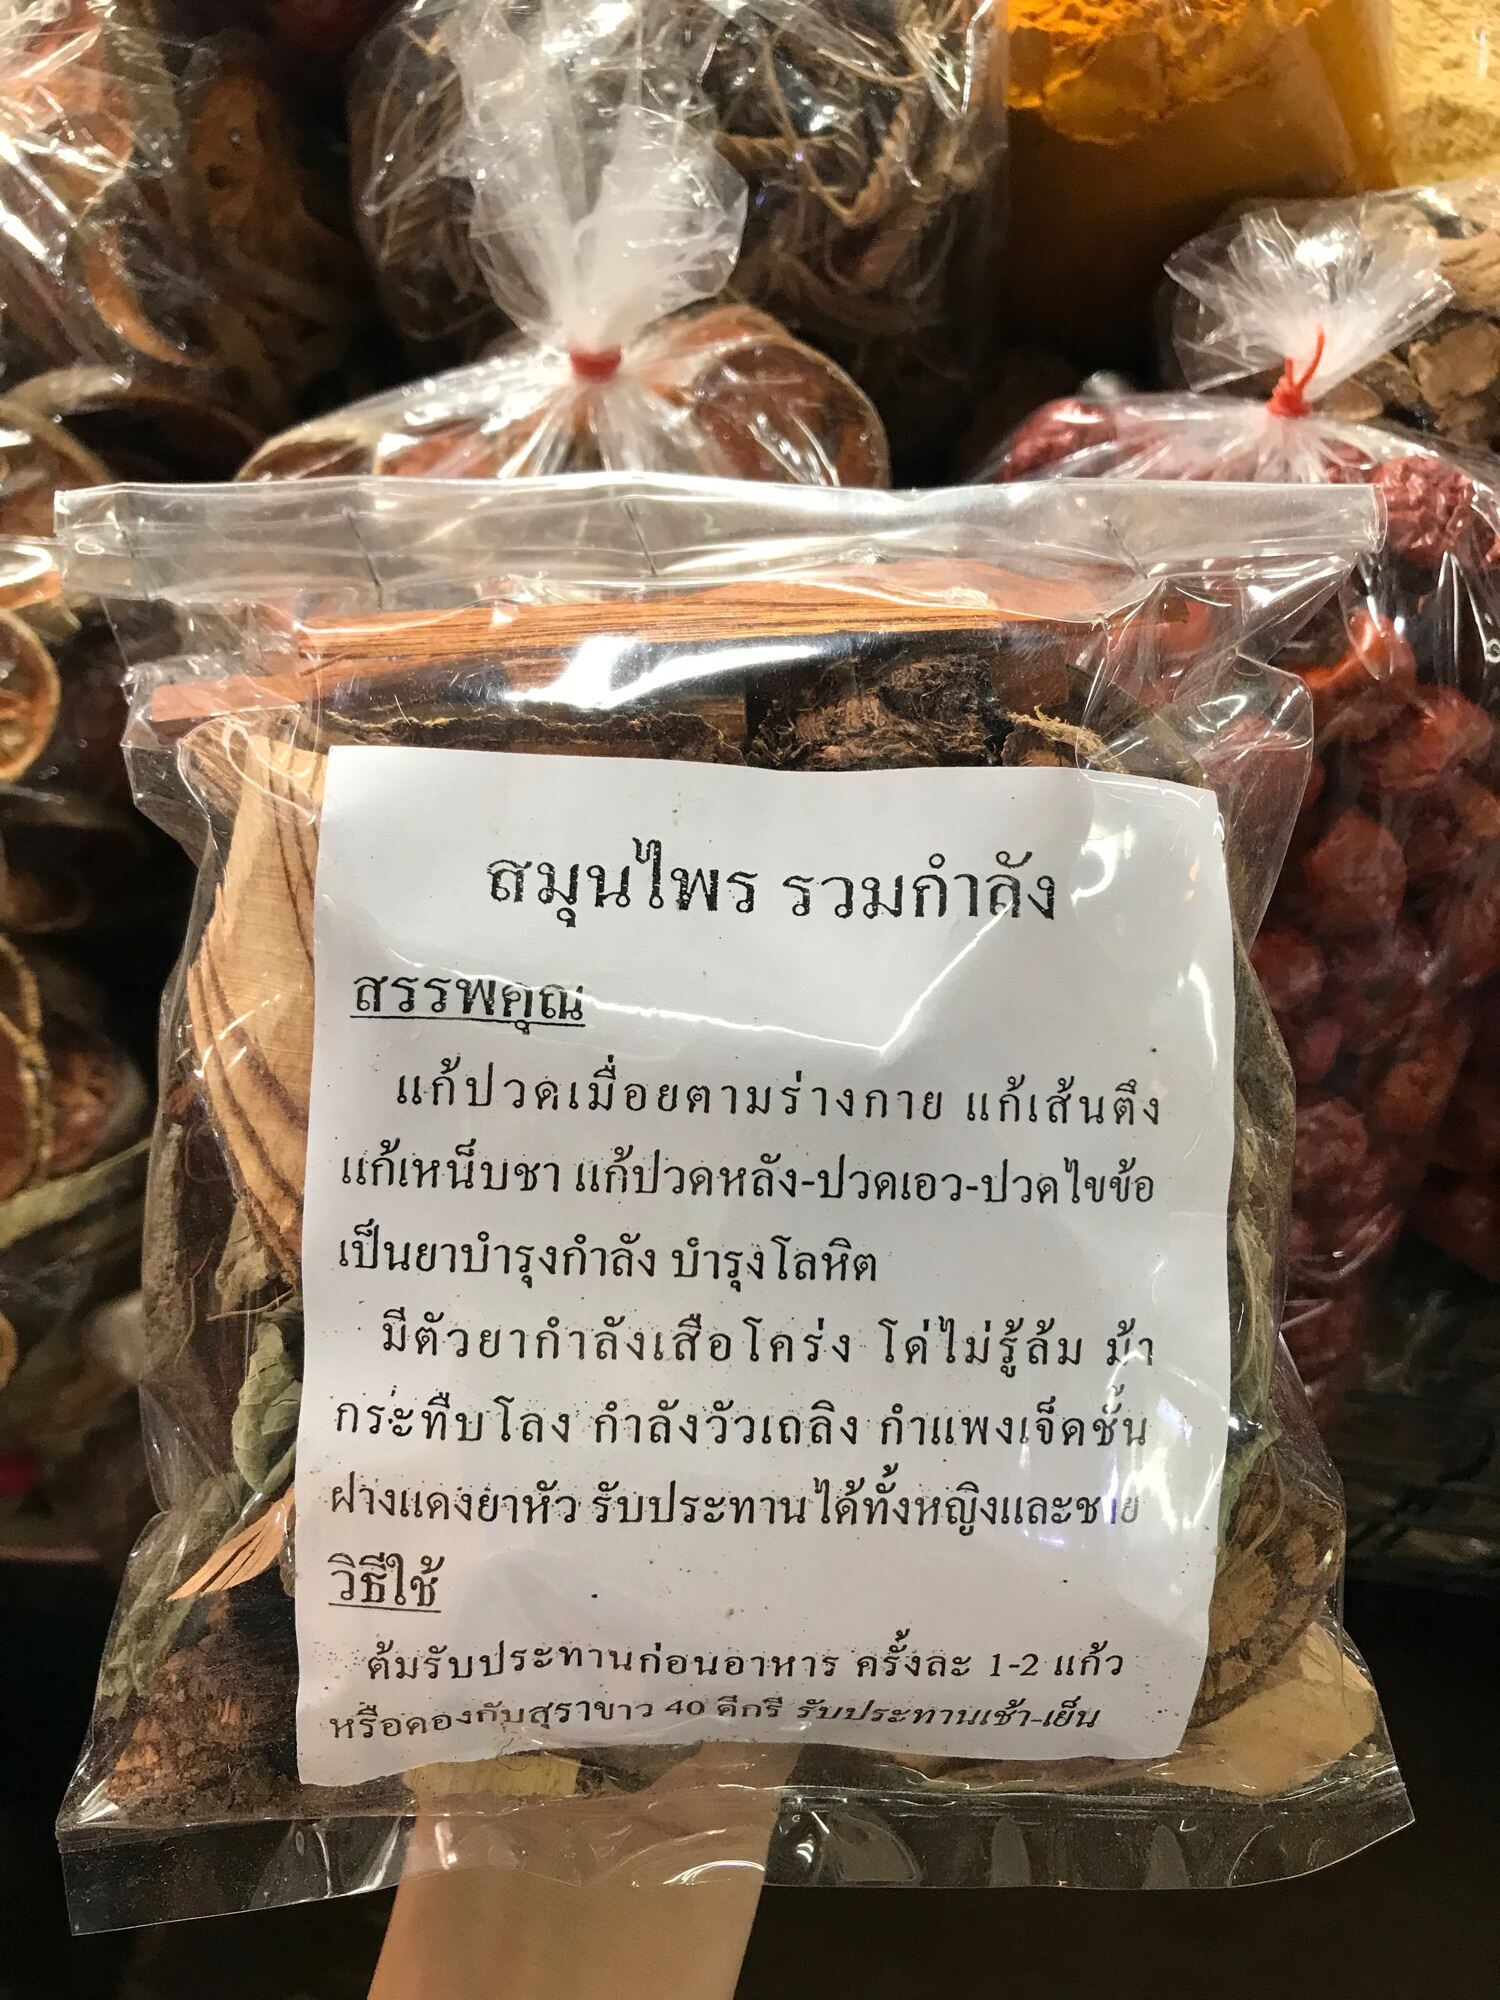 สมุนไพร รวมกำลัง
สรรพคุณ
แก้ปวดเมื่อยตามร่างกาย แก้เส้นตึง
แก้เหน็บชา แก้ปวดหลัง-ปวดเอว-ปวดไขข้อ
เป็นยาบำรุงกำลัง บำรุงโลหิต
มีตัวยากำลังเสือโคร่ง โด่ไม่รู้ล้ม ม้า
กระทืบโลง กำลังวัวเถลิง กำแพงเจ็ดชั้น
ฝางแดงยาหัว รับประทานได้ทั้งหญิงและชาย
วิธีใช้
ต้มรับประทานก่อนอาหาร ครั้งละ 1-2 แก้ว
หรือดองกับสุราขาว 40 ดีกรี รับประทานเช้า-เย็น